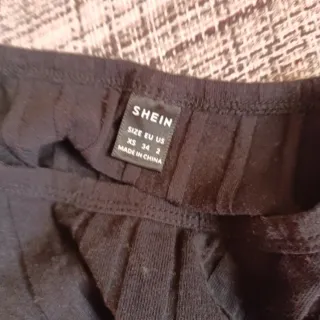 SHEIN
SIZE EU US
XS 34 2
MADE IN CHINA